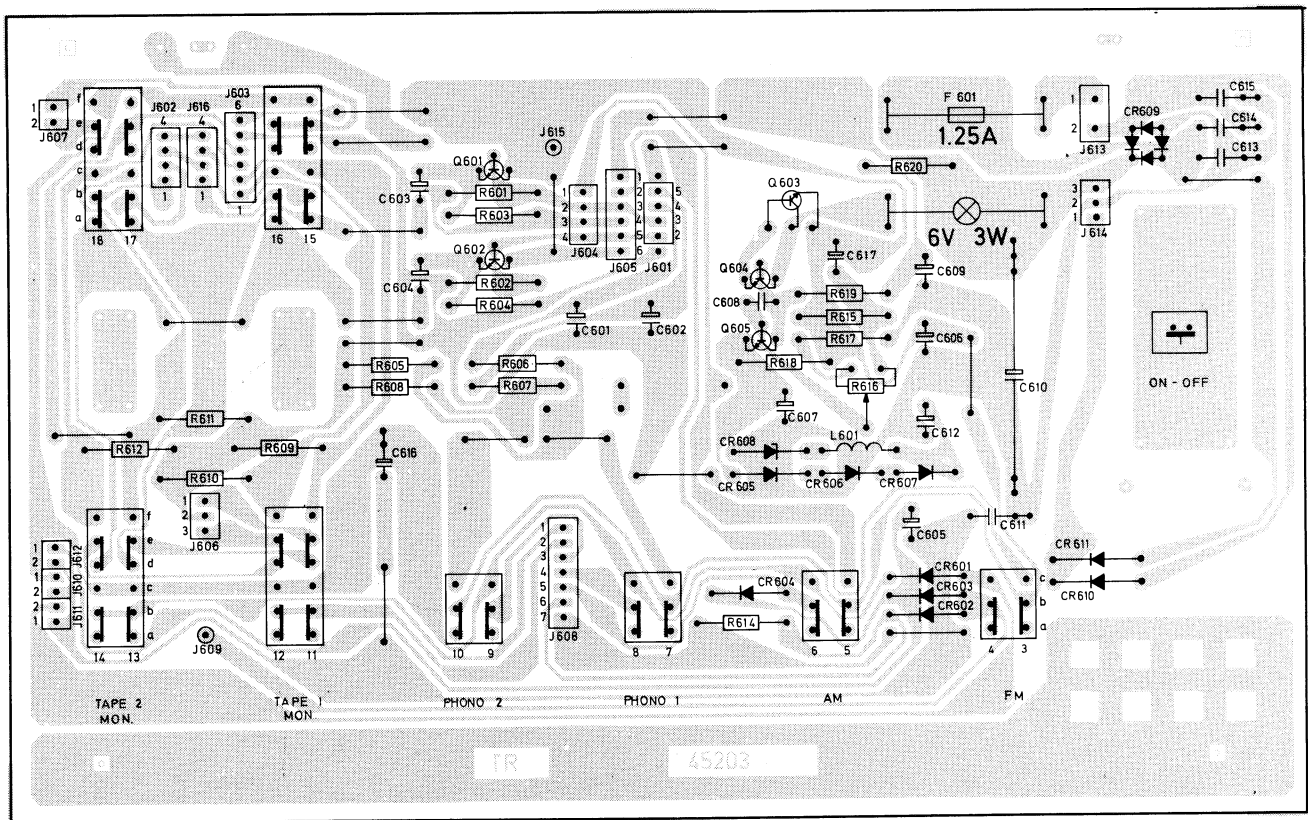 1
2
J607
f
e
d
c
b
a
18 17
J602
4
1
J616
4
1
J603
6
1
16 15
C603
C604
Q601
R601
R603
Q602
R602
R604
J615
1
2
3
4
J604
1
2
3
4
5
6
J605
5
4
3
2
J601
C601
C602
F 601
1.25A
R620
Q603
6V 3W
Q604
C608
Q605
C617
R619
R615
R617
R618
R616
C609
C606
C607
C612
C610
1
2
J613
3
2
1
J614
CR609
C615
C614
C613
ON - OFF
R605
R608
R606
R607
R611
R612
R609
R610
C616
1
2
3
J606
CR608
L601
CR605
CR606
CR607
C605
C611
1
2
J612
1
2
J610
2
1
J611
f
e
d
c
b
a
14 13
J609
12 11
10 9
1
2
3
4
5
6
7
J608
8 7
CR604
R614
6 5
CR601
CR603
CR602
c
b
a
4 3
CR611
CR610
TAPE 2
MON.
TAPE 1
MON
PHONO 2
PHONO 1
AM
FM
TR
45203